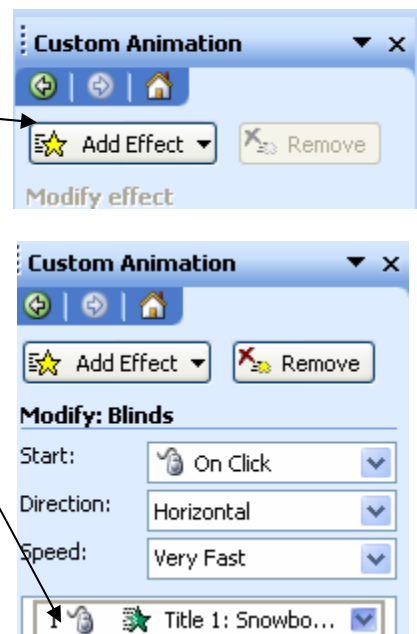 Custom Animation
Add Effect Remove
Modify effect
Custom Animation
Add Effect Remove
Modify: Blinds
Start: On Click
Direction: Horizontal
Speed: Very Fast
1 Title 1: Snowbo...